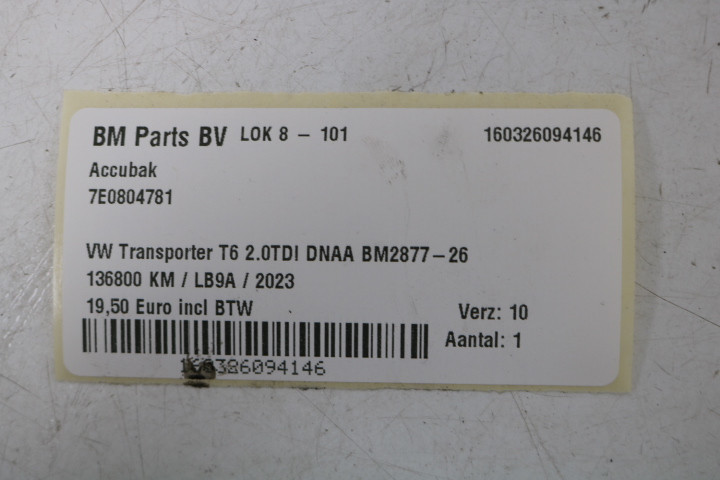 BM Parts BV LOK 8 – 101 160326094146
Accubak
7E0804781
VW Transporter T6 2.0TDI DNAA BM2877–26
136800 KM / LB9A / 2023
19,50 Euro incl BTW Verz: 10
Aantal: 1
160326094146